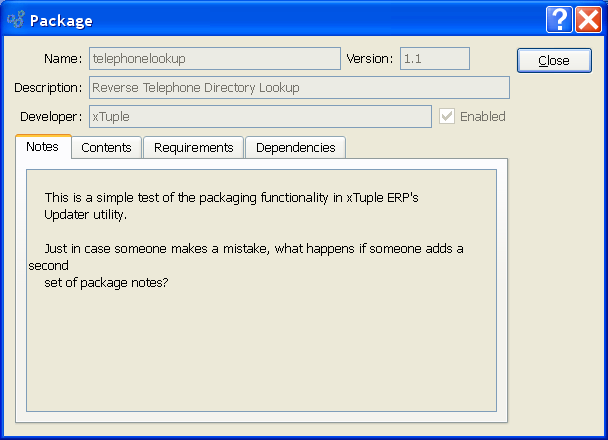 Package
Name: telephonelookup Version: 1.1 Close
Description: Reverse Telephone Directory Lookup
Developer: xTuple Enabled
Notes Contents Requirements Dependencies
This is a simple test of the packaging functionality in xTuple ERP's
Updater utility.
Just in case someone makes a mistake, what happens if someone adds a
second
set of package notes?